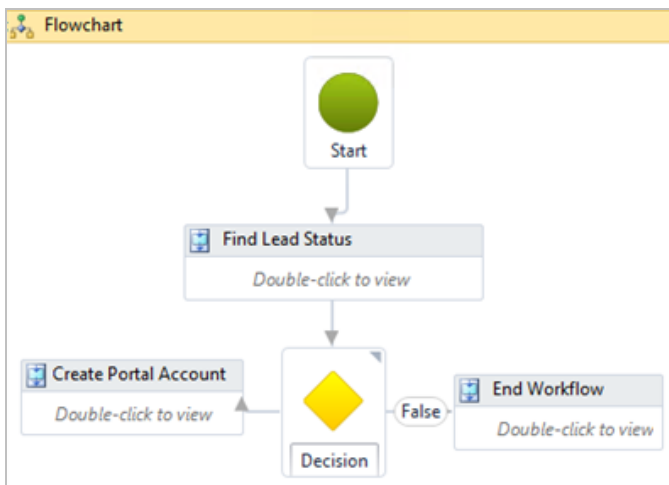 Flowchart
Start
Find Lead Status
Double-click to view
Create Portal Account
Double-click to view
False
End Workflow
Double-click to view
Decision